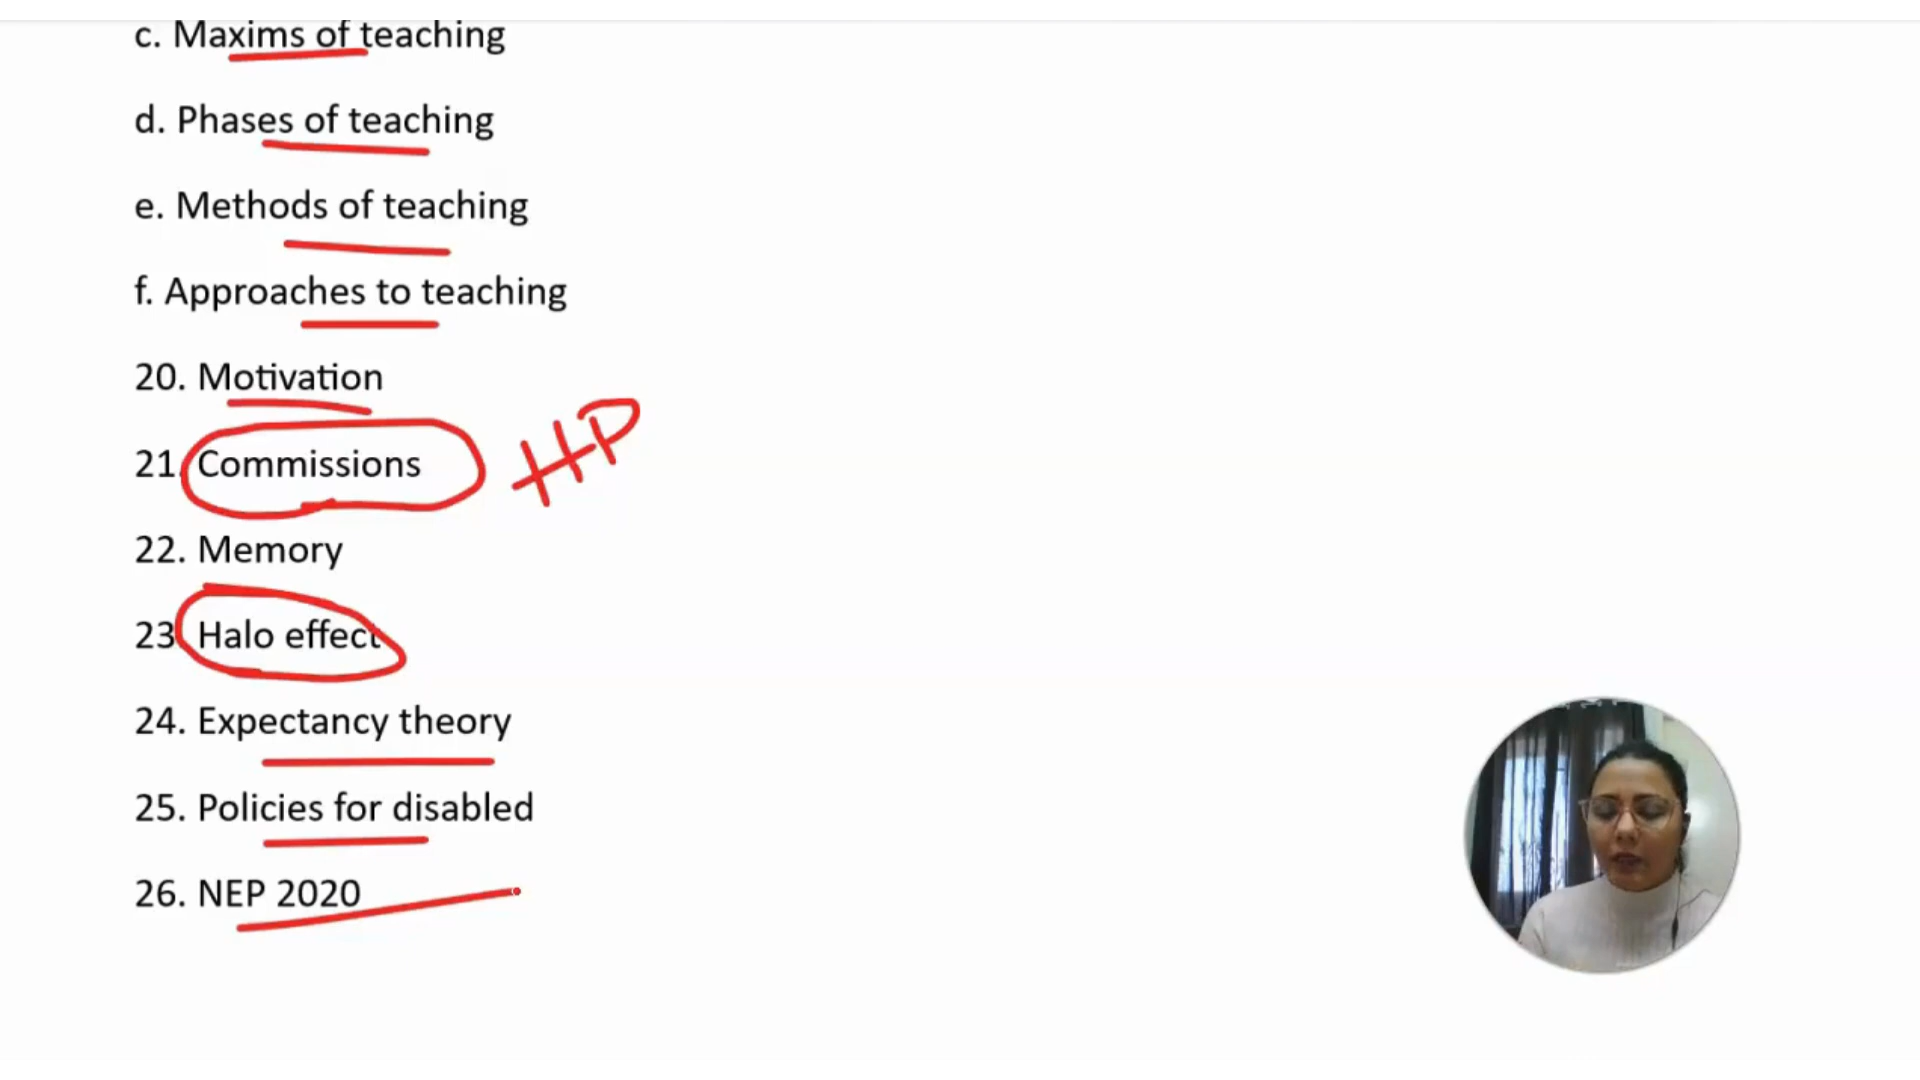 c. Maxims of teaching
d. Phases of teaching
e. Methods of teaching
f. Approaches to teaching
20. Motivation
21. Commissions
HP
22. Memory
23. Halo effect
24. Expectancy theory
25. Policies for disabled
26. NEP 2020